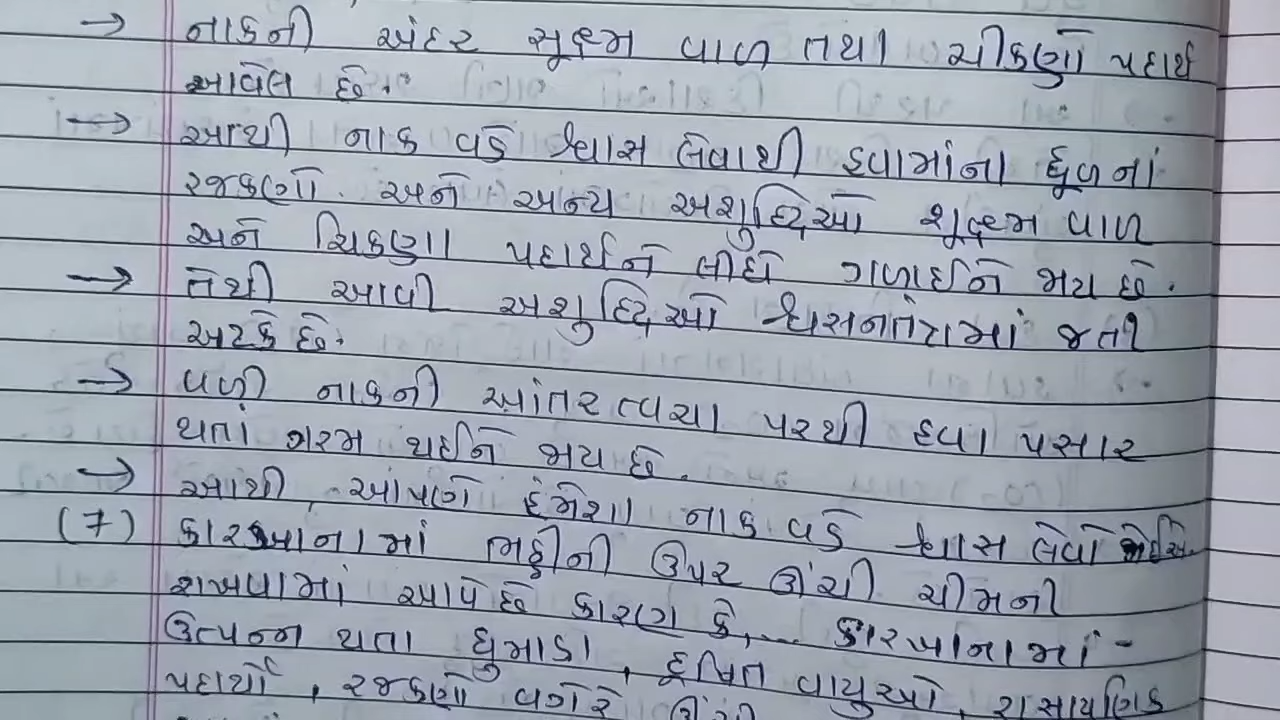 → નાકની અંદર સૂક્ષ્મ વાળ તથા ચીકણો પદાર્થ
આવેલ છે.
→ આથી નાક વડે શ્વાસ લેવાથી હવામાંના ધૂળનાં
રજકણો. અને અન્ય અશુદ્ધિઓ શૂક્ષ્મ વાળ
અને ચિકણા પદાર્થને લીધે ગળાઈને જાય છે.
→ તેથી આવી અશુદ્ધિઓ શ્વસનતંત્રમાં જતી
અટકે છે.
→ વળી નાકની આંતરત્વચા પરથી હવા પસાર
થતાં ગરમ થઈને જાય છે.
→ આથી, આપણે હંમેશા નાક વડે શ્વાસ લેવો જોઈએ.
(7) કારખાનામાં ભઠ્ઠીની ઉપર ઊંચી ચીમની
રાખવામાં આવે છે કારણ કે,... કારખાનામાં -
ઉત્પન્ન થતા ધુમાડા, દૂષિત વાયુઓ, રાસાયણિક
પદાર્થો, રજકણો વગેરે ઊંચી